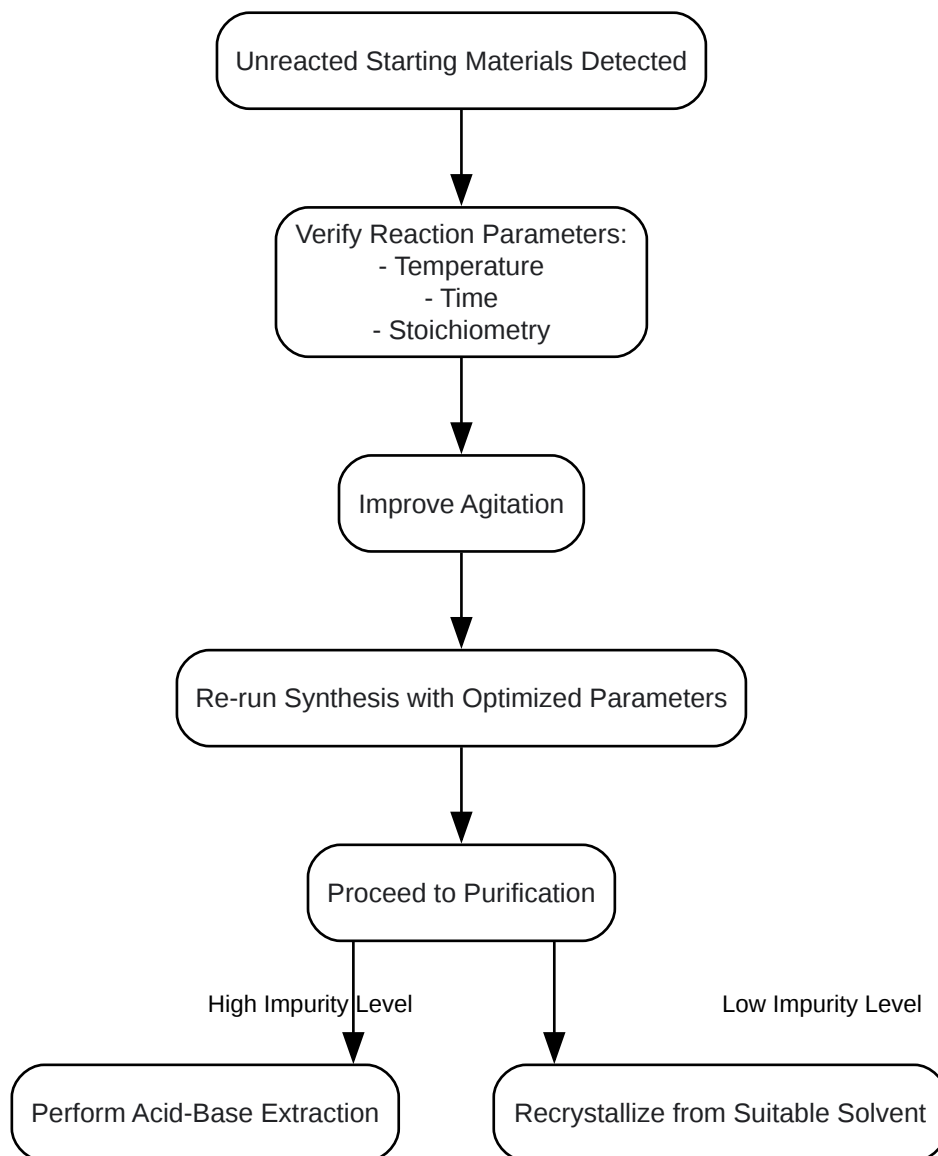 Unreacted Starting Materials Detected
Verify Reaction Parameters:
- Temperature
- Time
- Stoichiometry
Improve Agitation
Re-run Synthesis with Optimized Parameters
Proceed to Purification
High Impurity Level
Low Impurity Level
Perform Acid-Base Extraction
Recrystallize from Suitable Solvent